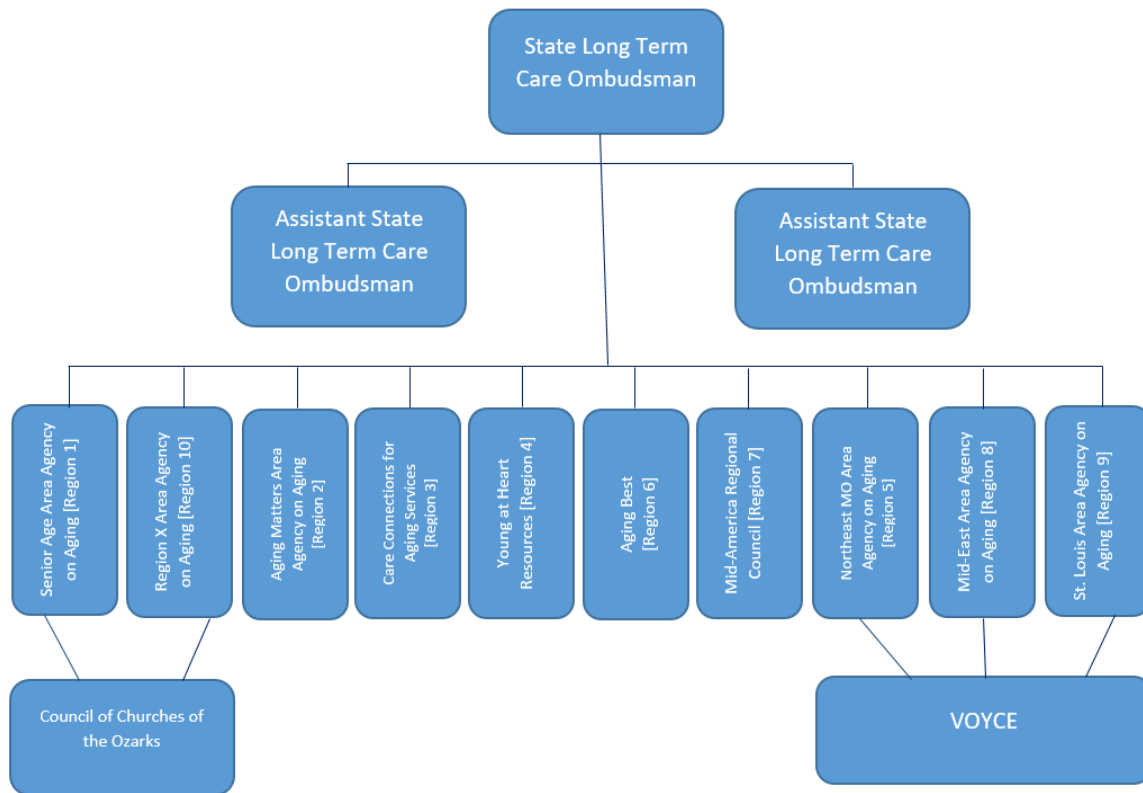 State Long Term
Care Ombudsman
Assistant State
Long Term Care
Ombudsman
Assistant State
Long Term Care
Ombudsman
Senior Age Area Agency
on Aging [Region 1]
Region X Area Agency
on Aging [Region 10]
Aging Matters Area
Agency on Aging
[Region 2]
Care Connections for
Aging Services
[Region 3]
Young at Heart
Resources [Region 4]
Aging Best
[Region 6]
Mid-America Regional
Council [Region 7]
Northeast MO Area
Agency on Aging
[Region 5]
Mid-East Area Agency
on Aging [Region 8]
St. Louis Area Agency on
Aging [Region 9]
Council of Churches of
the Ozarks
VOYCE